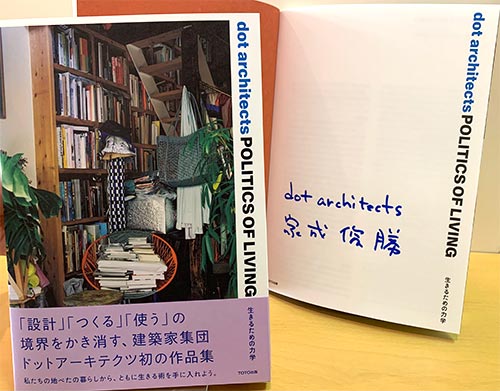 dot architects POLITICS OF LIVING
生きるための力学
「設計」「つくる」「使う」の
境界をかき消す、建築家集団
ドットアーキテクツ初の作品集
私たちの地べたの暮らしから、ともに生きる術を手に入れよう。
TOTO出版
dot architects POLITICS OF LIVING
生きるための力学
dot architects
家成俊勝